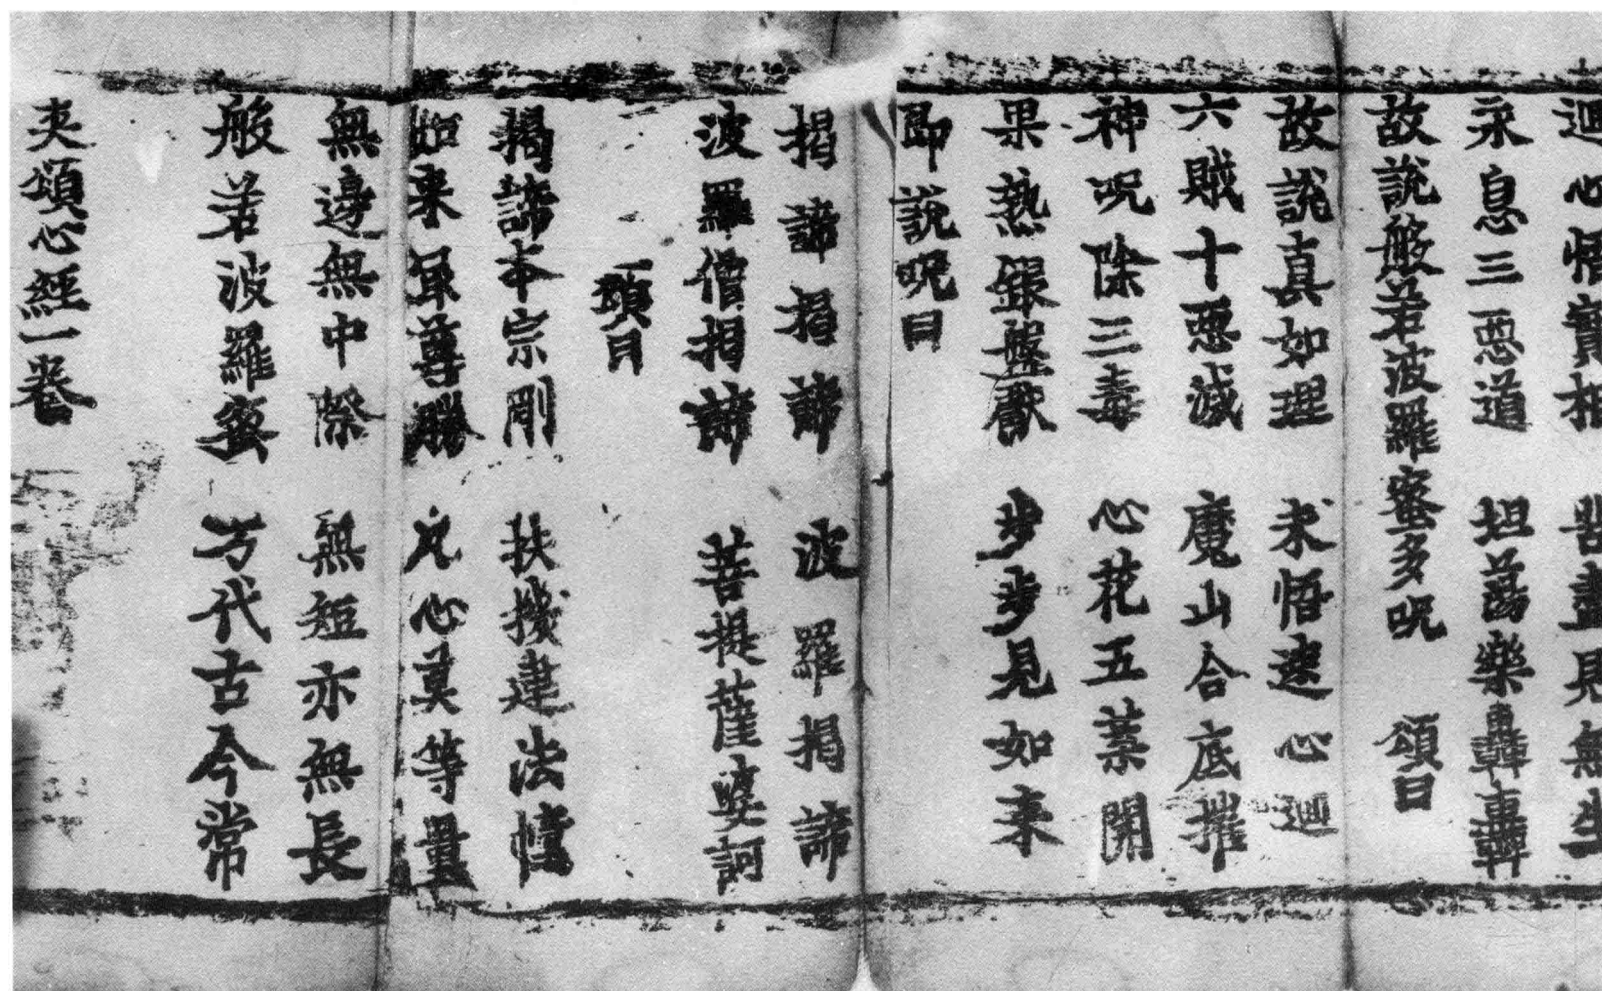 迴心悟實相　苦盡見無生
永息三惡道　坦蕩樂轟轟
故說般若波羅蜜多呪　頌曰
故說真如理　未悟速心迴
六賊十惡滅　魔山合底摧
神呪除三毒　心花五葉開
果熟銀盤獻　步步見如來
即說呪曰
揭諦揭諦　波羅揭諦
波羅僧揭諦　菩提薩婆訶
頌曰
揭諦本宗剛　扶機建法幢
如來最尊勝　凡心莫等量
無邊無中際　無短亦無長
般若波羅蜜　万代古今常
夾頌心經一卷